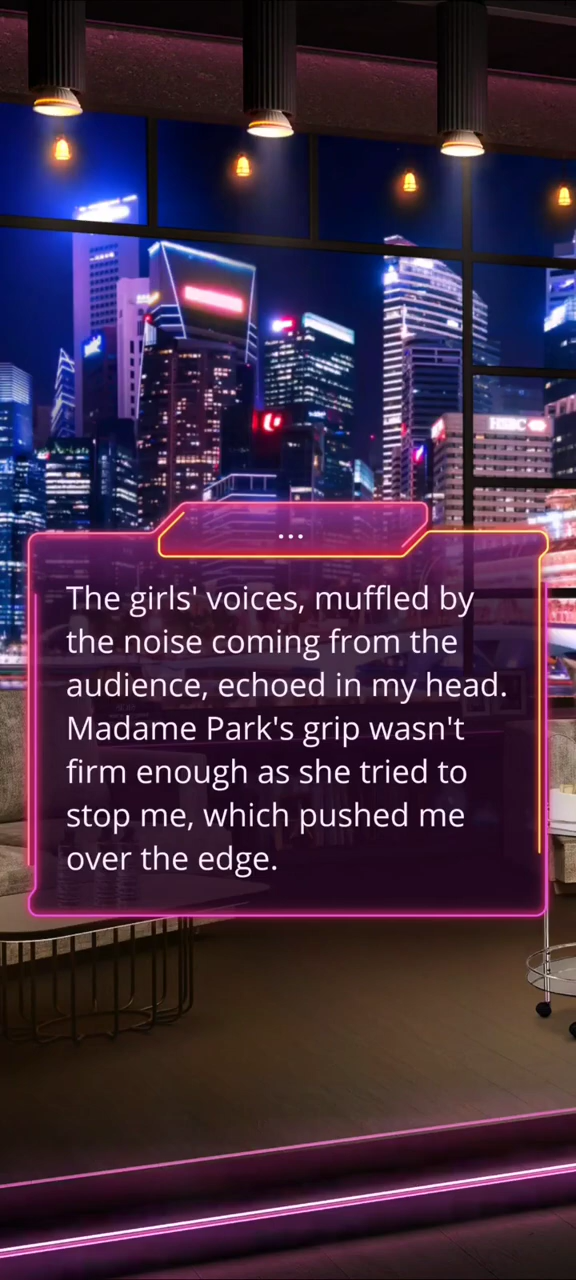 HSBC
...
The girls' voices, muffled by
the noise coming from the
audience, echoed in my head.
Madame Park's grip wasn't
firm enough as she tried to
stop me, which pushed me
over the edge.